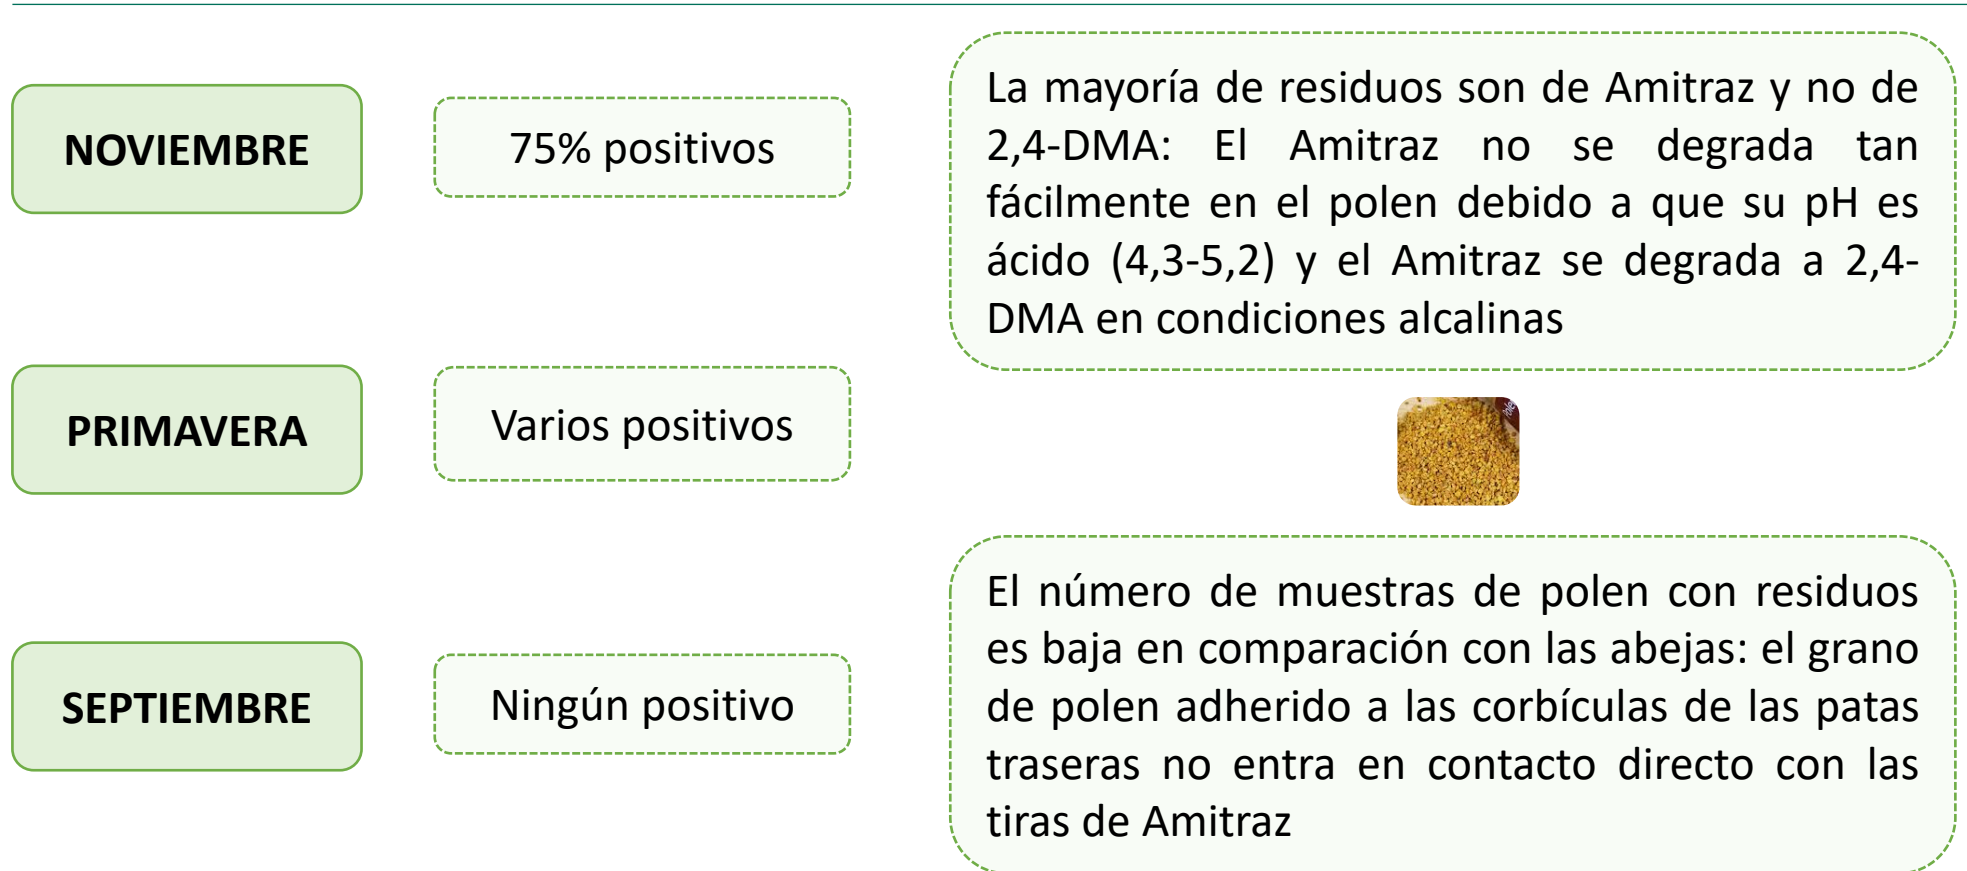 NOVIEMBRE
75% positivos
La mayoría de residuos son de Amitraz y no de
2,4-DMA: El Amitraz no se degrada tan
fácilmente en el polen debido a que su pH es
ácido (4,3-5,2) y el Amitraz se degrada a 2,4-
DMA en condiciones alcalinas
PRIMAVERA
Varios positivos
SEPTIEMBRE
Ningún positivo
El número de muestras de polen con residuos
es baja en comparación con las abejas: el grano
de polen adherido a las corbículas de las patas
traseras no entra en contacto directo con las
tiras de Amitraz